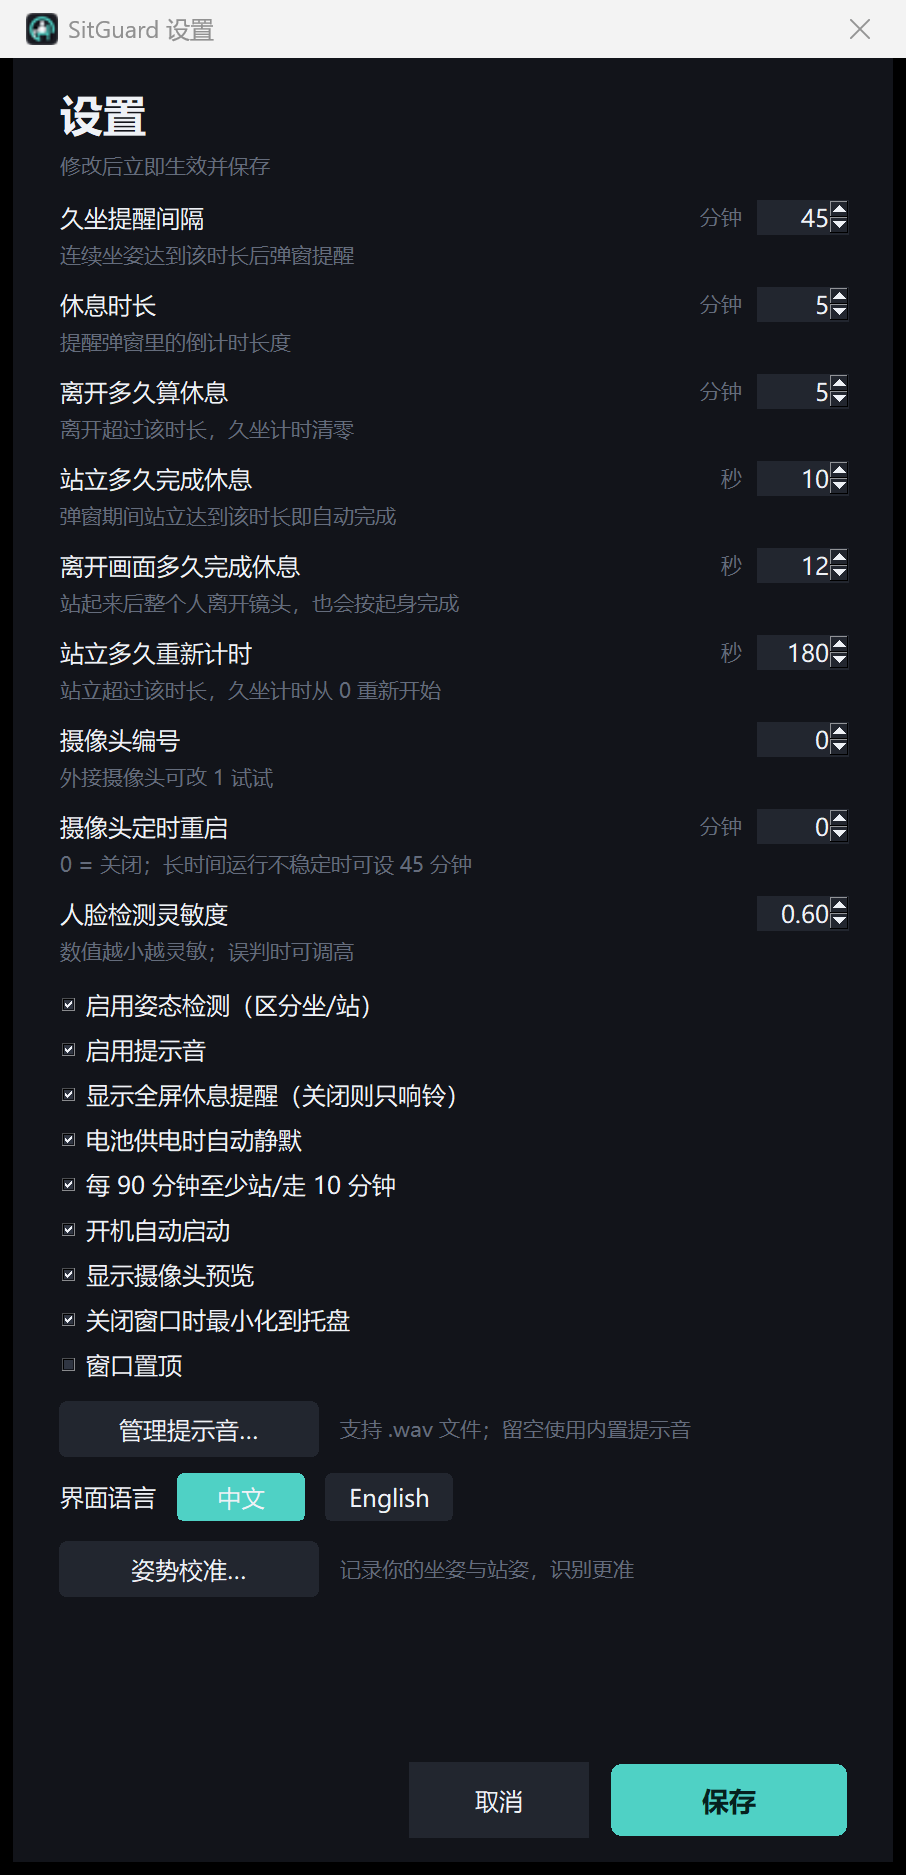 SitGuard 设置
设置
修改后立即生效并保存
久坐提醒间隔 分钟 45
连续坐姿达到该时长后弹窗提醒
休息时长 分钟 5
提醒弹窗里的倒计时长度
离开多久算休息 分钟 5
离开超过该时长，久坐计时清零
站立多久完成休息 秒 10
弹窗期间站立达到该时长即自动完成
离开画面多久完成休息 秒 12
站起来后整个人离开镜头，也会按起身完成
站立多久重新计时 秒 180
站立超过该时长，久坐计时从 0 重新开始
摄像头编号 0
外接摄像头可改 1 试试
摄像头定时重启 分钟 0
0 = 关闭；长时间运行不稳定时可设 45 分钟
人脸检测灵敏度 0.60
数值越小越灵敏；误判时可调高
启用姿态检测（区分坐/站）
启用提示音
显示全屏休息提醒（关闭则只响铃）
电池供电时自动静默
每 90 分钟至少站/走 10 分钟
开机自动启动
显示摄像头预览
关闭窗口时最小化到托盘
窗口置顶
管理提示音... 支持 .wav 文件；留空使用内置提示音
界面语言 中文 English
姿势校准... 记录你的坐姿与站姿，识别更准
取消 保存